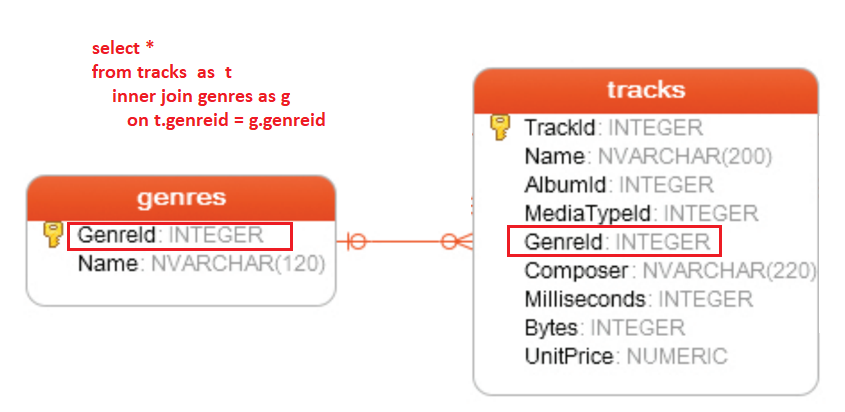 select *
from tracks as t
inner join genres as g
on t.genreid = g.genreid
genres
GenreId: INTEGER
Name: NVARCHAR(120)
tracks
TrackId: INTEGER
Name: NVARCHAR(200)
AlbumId: INTEGER
MediaTypeId: INTEGER
GenreId: INTEGER
Composer: NVARCHAR(220)
Milliseconds: INTEGER
Bytes: INTEGER
UnitPrice: NUMERIC